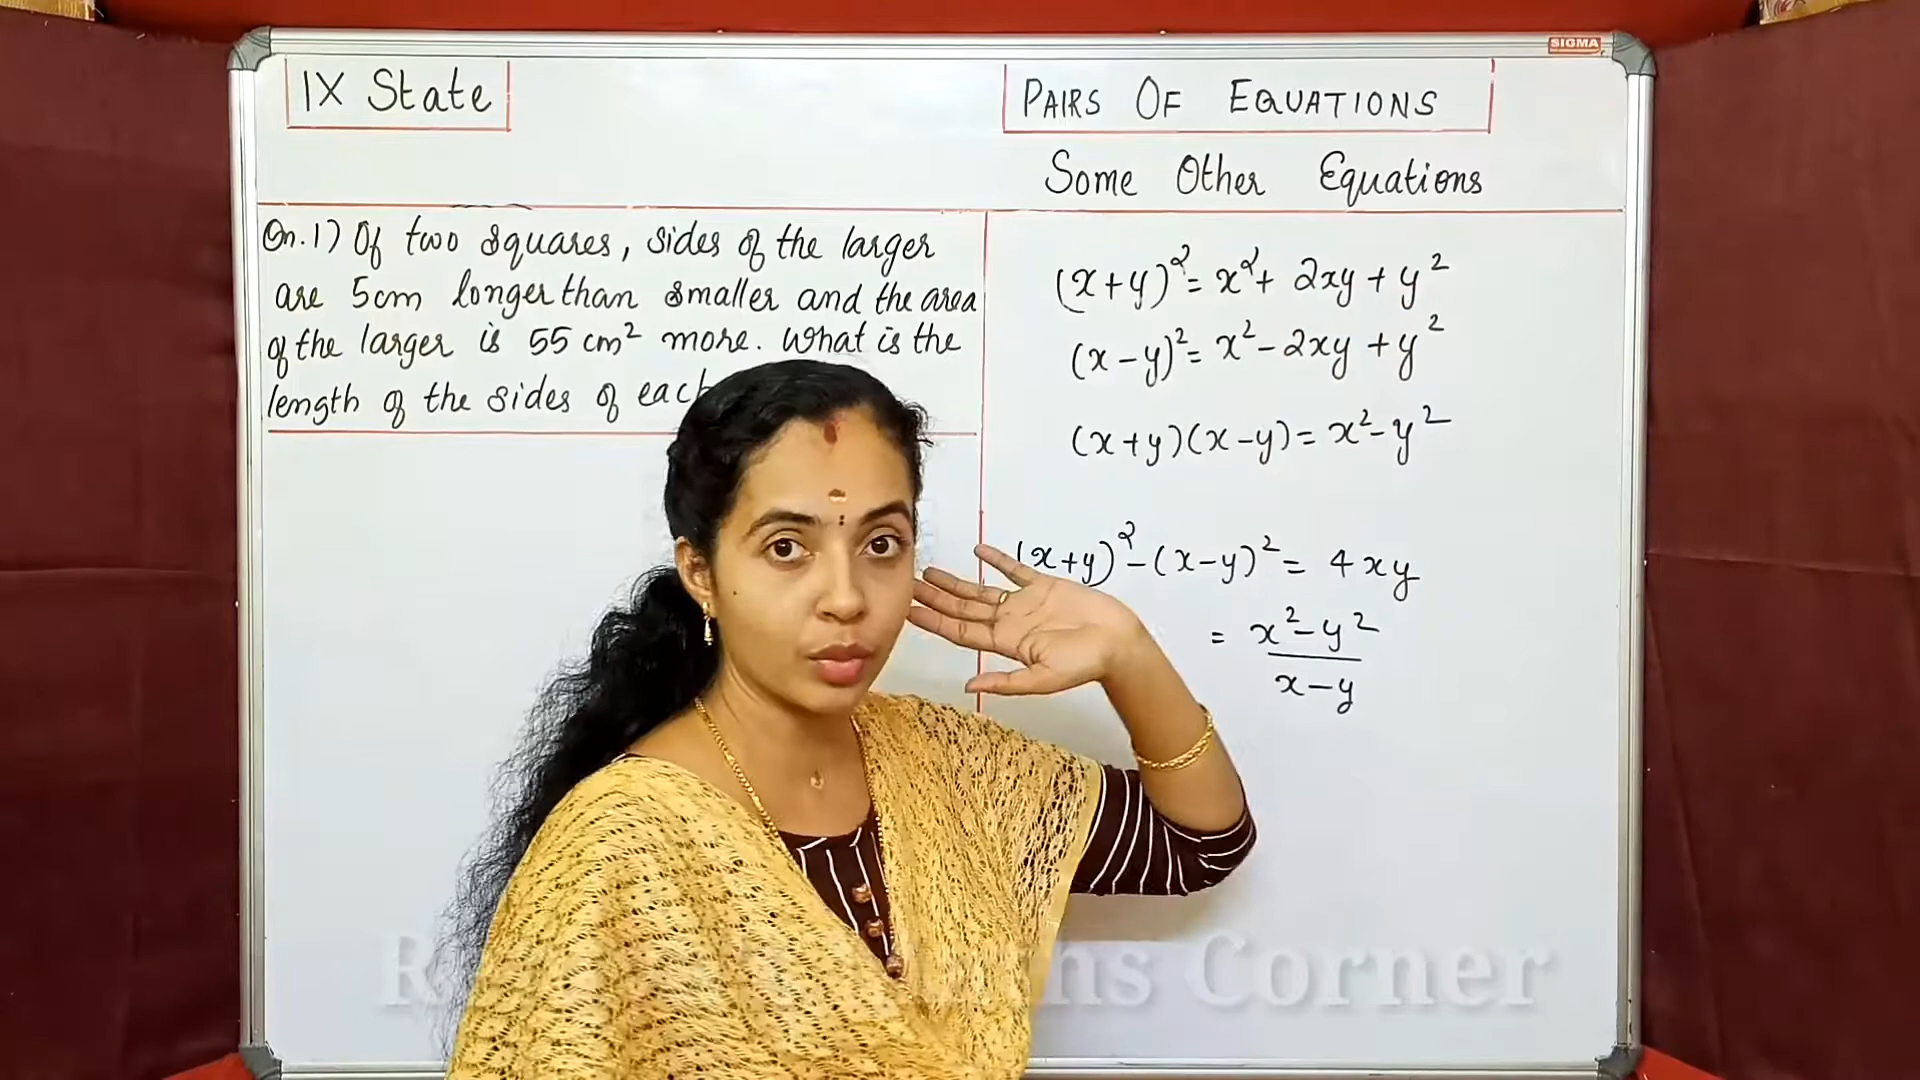 SIGMA
IX State
PAIRS OF EQUATIONS
Some Other Equations
Qn.1) Of two squares, sides of the larger
are 5cm longer than smaller and the area
of the larger is 55 cm² more. What is the
length of the sides of each
(x+y)² = x² + 2xy + y²
(x-y)² = x² - 2xy + y²
(x+y)(x-y) = x² - y²
(x+y)² - (x-y)² = 4xy
= x² - y²
x - y
Corner